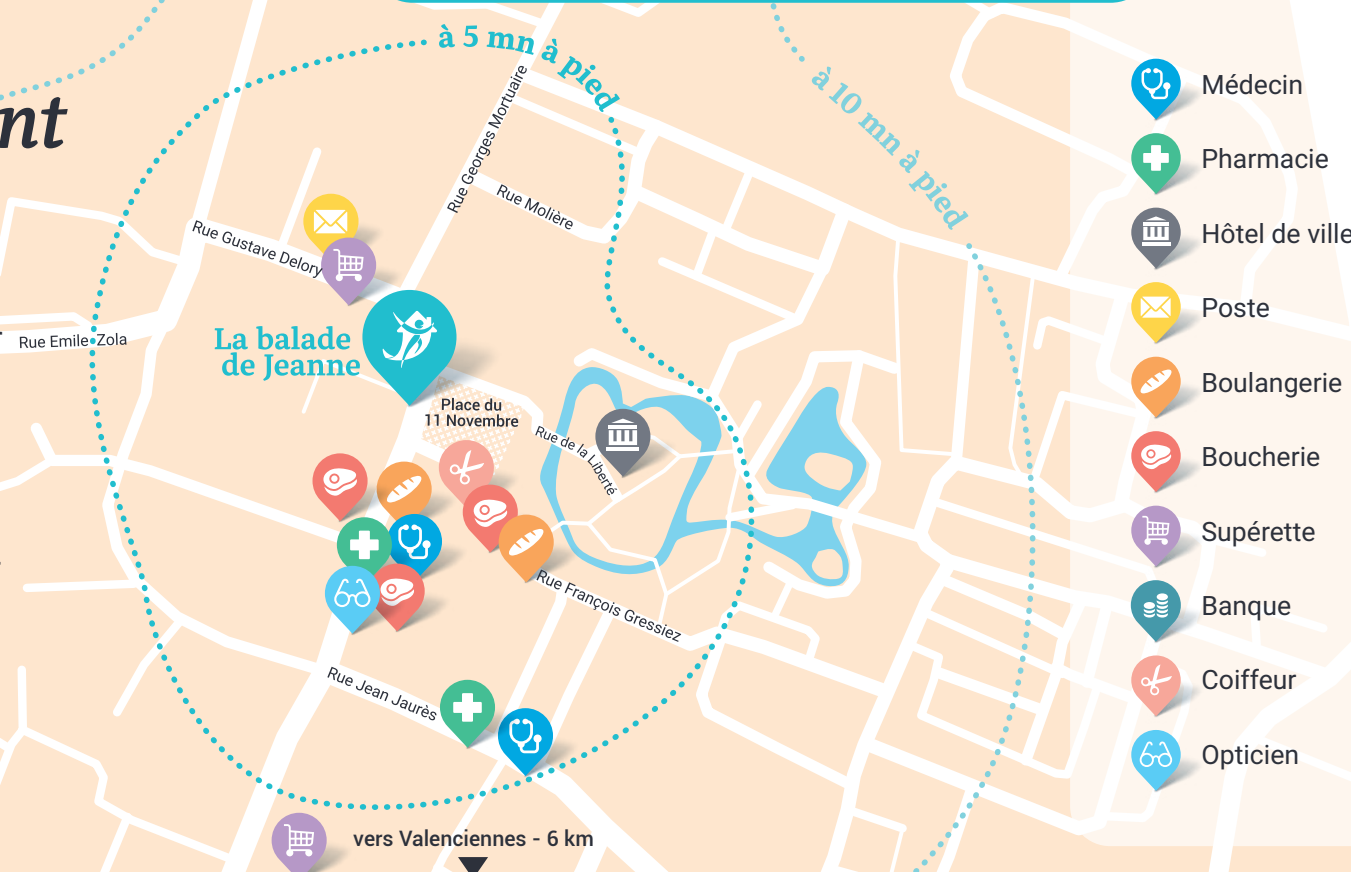 à 5 mn à pied
à 10 mn à pied
nt
Rue Georges Mortuaire
Rue Molière
Rue Gustave Delory
Rue Emile Zola
La balade
de Jeanne
Place du
11 Novembre
Rue de la Liberté
Rue François Gressiez
Rue Jean Jaurès
vers Valenciennes - 6 km
Médecin
Pharmacie
Hôtel de ville
Poste
Boulangerie
Boucherie
Supérette
Banque
Coiffeur
Opticien